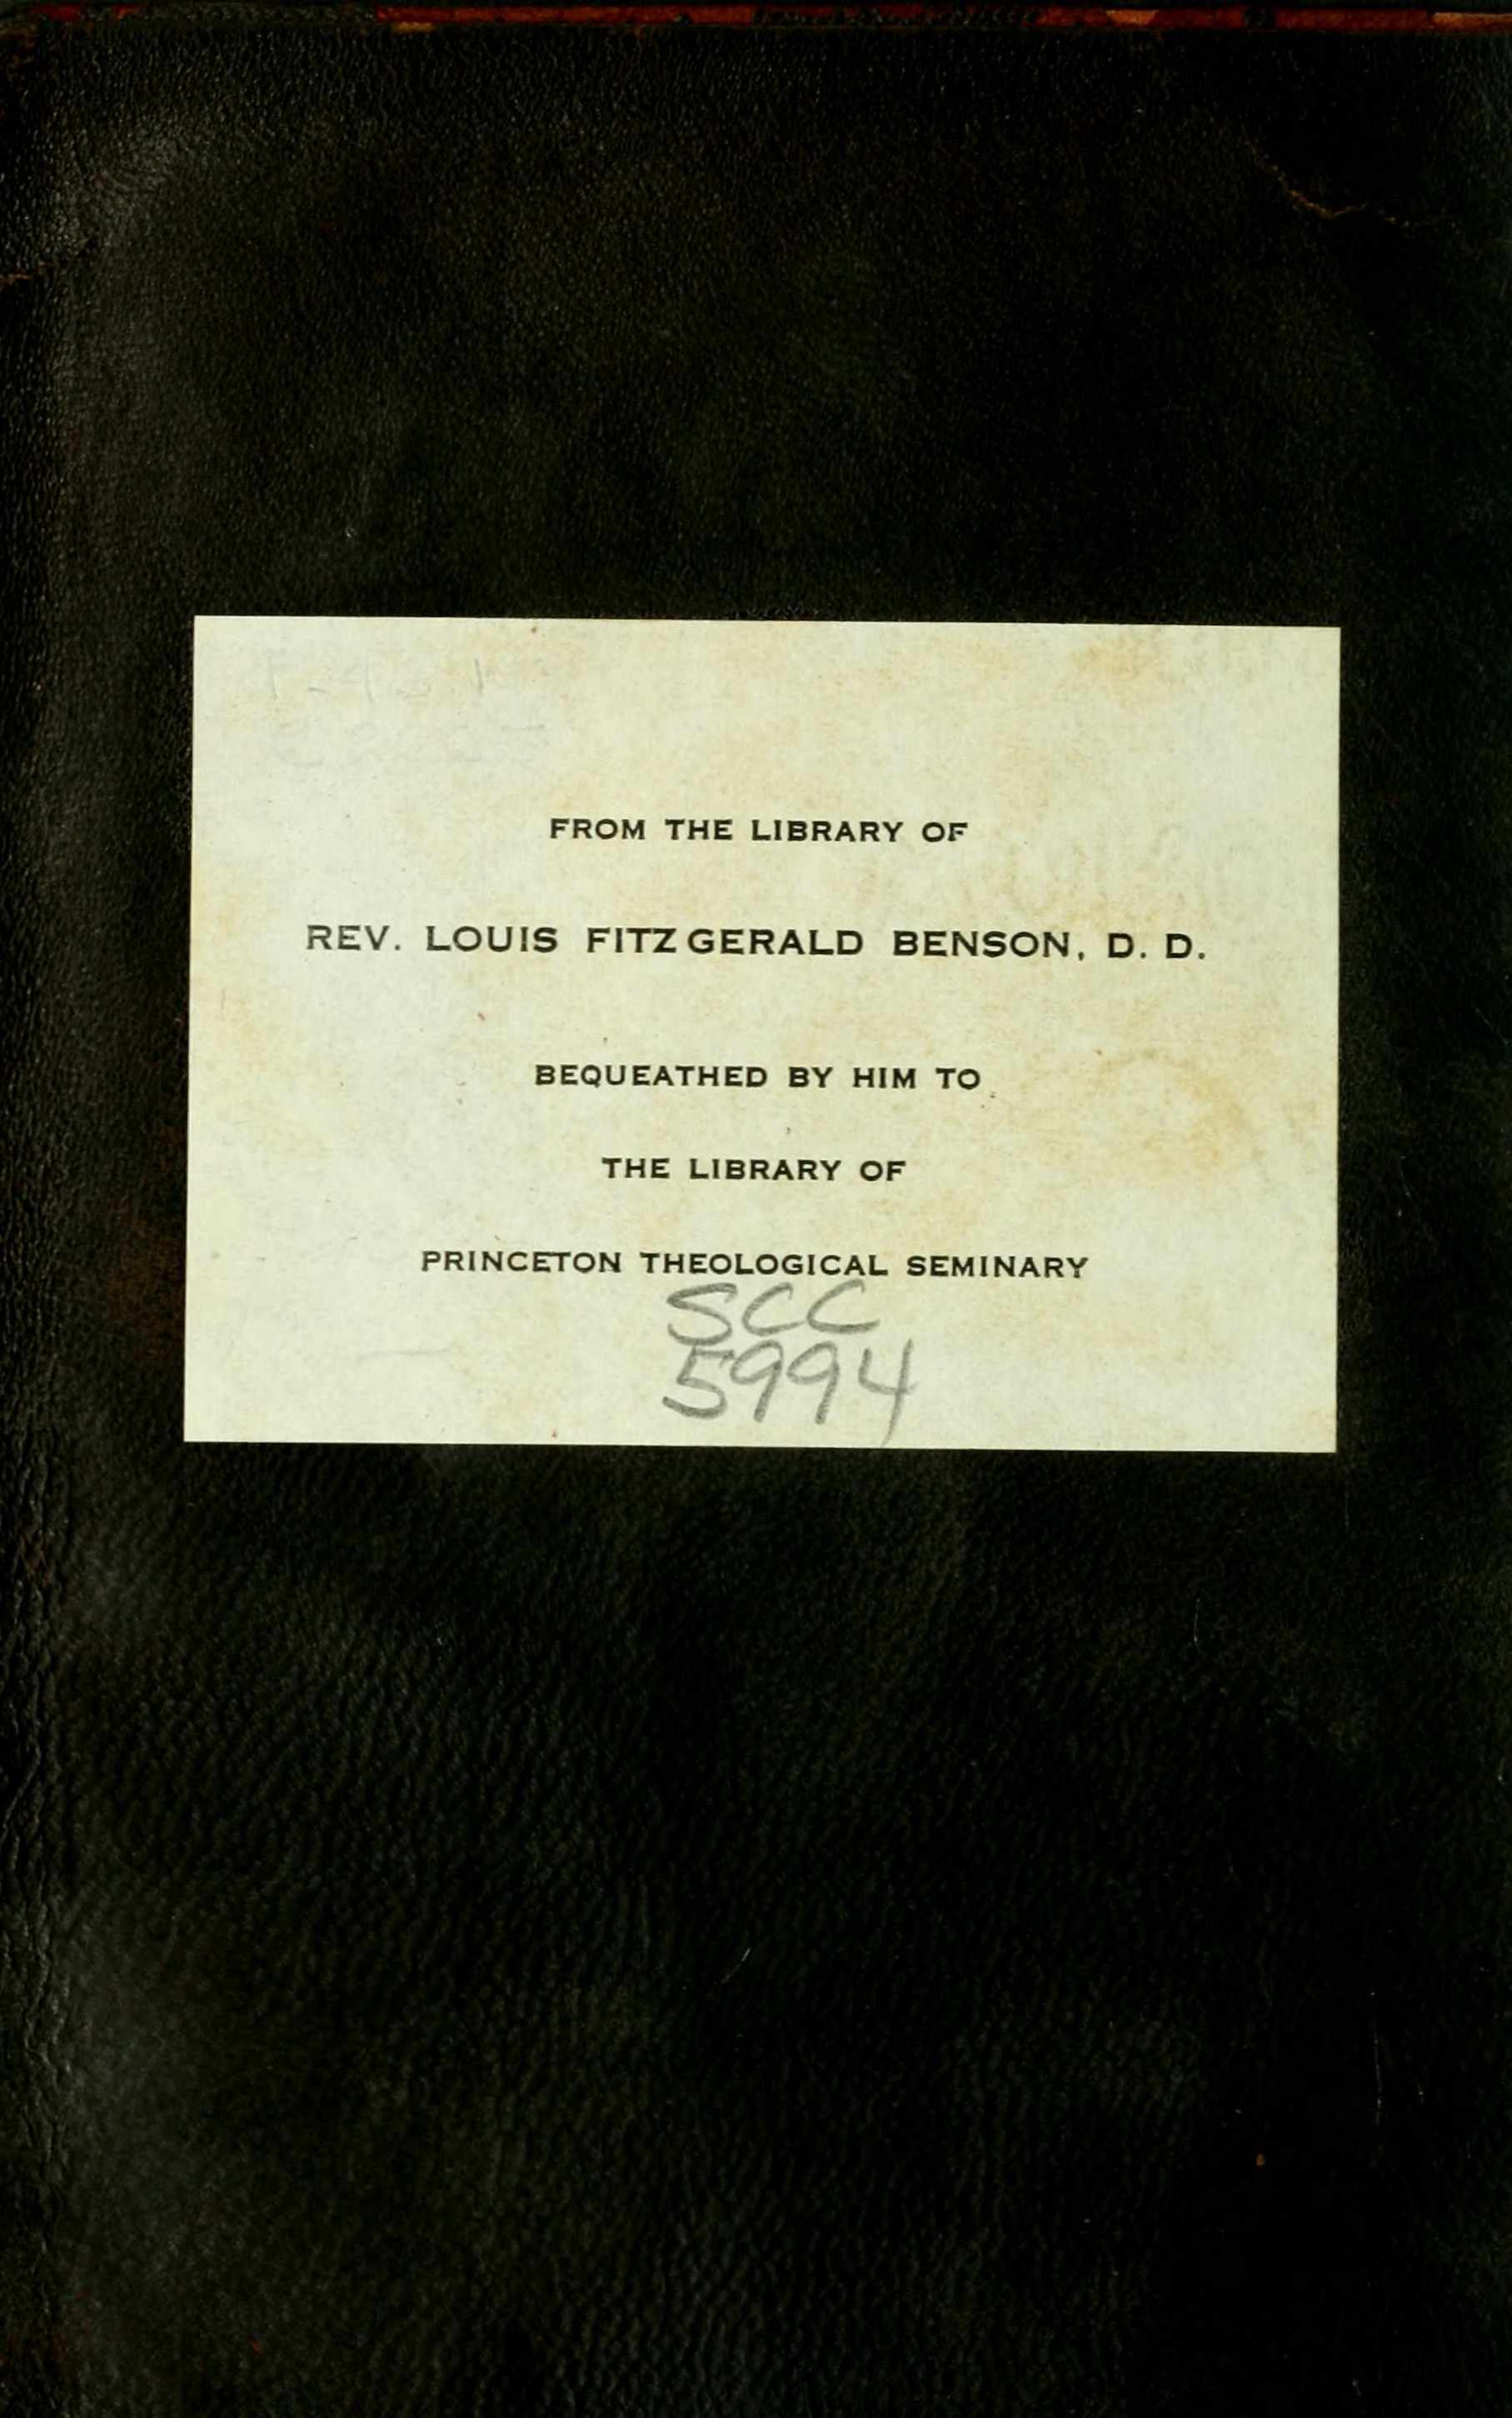 FROM THE LIBRARY OF
REV. LOUIS FITZGERALD BENSON, D. D.
BEQUEATHED BY HIM TO
THE LIBRARY OF
PRINCETON THEOLOGICAL SEMINARY
SCC
5994